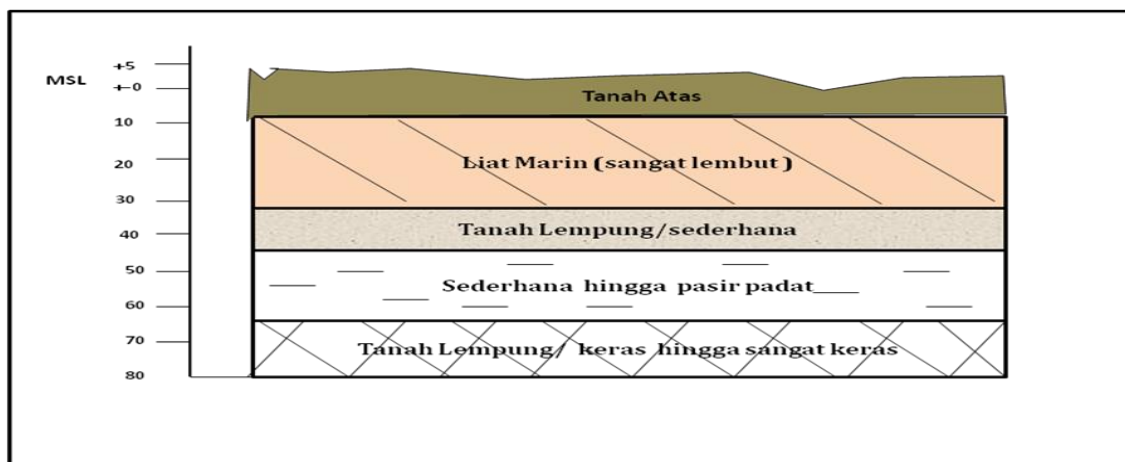 +5
MSL
+-0
Tanah Atas
10
20
Liat Marin (sangat lembut)
30
Tanah Lempung/sederhana
40
50
Sederhana hingga pasir padat
60
70
Tanah Lempung/ keras hingga sangat keras
80